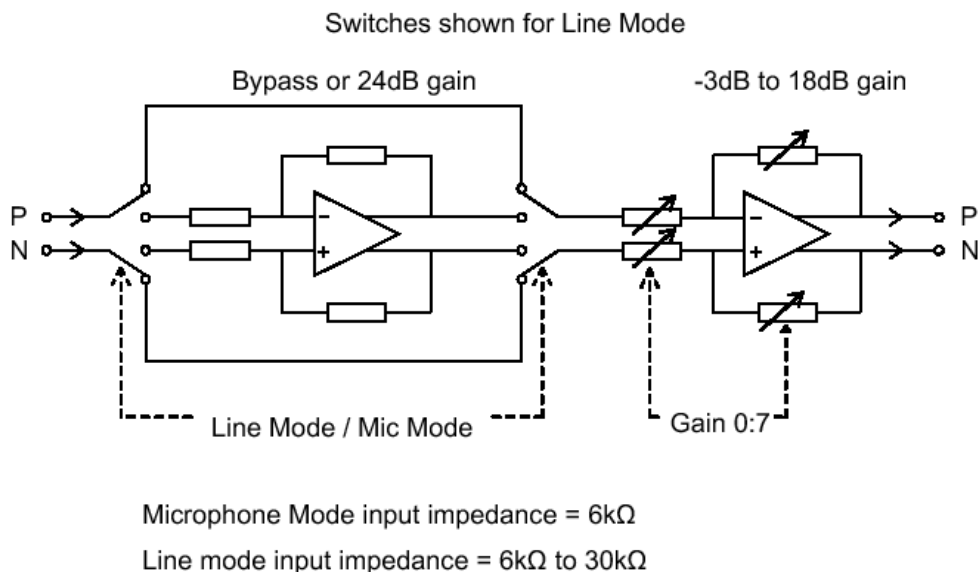 Switches shown for Line Mode
Bypass or 24dB gain
-3dB to 18dB gain
P
N
−
+
−
+
P
N
Line Mode / Mic Mode
Gain 0:7
Microphone Mode input impedance = 6kΩ
Line mode input impedance = 6kΩ to 30kΩ